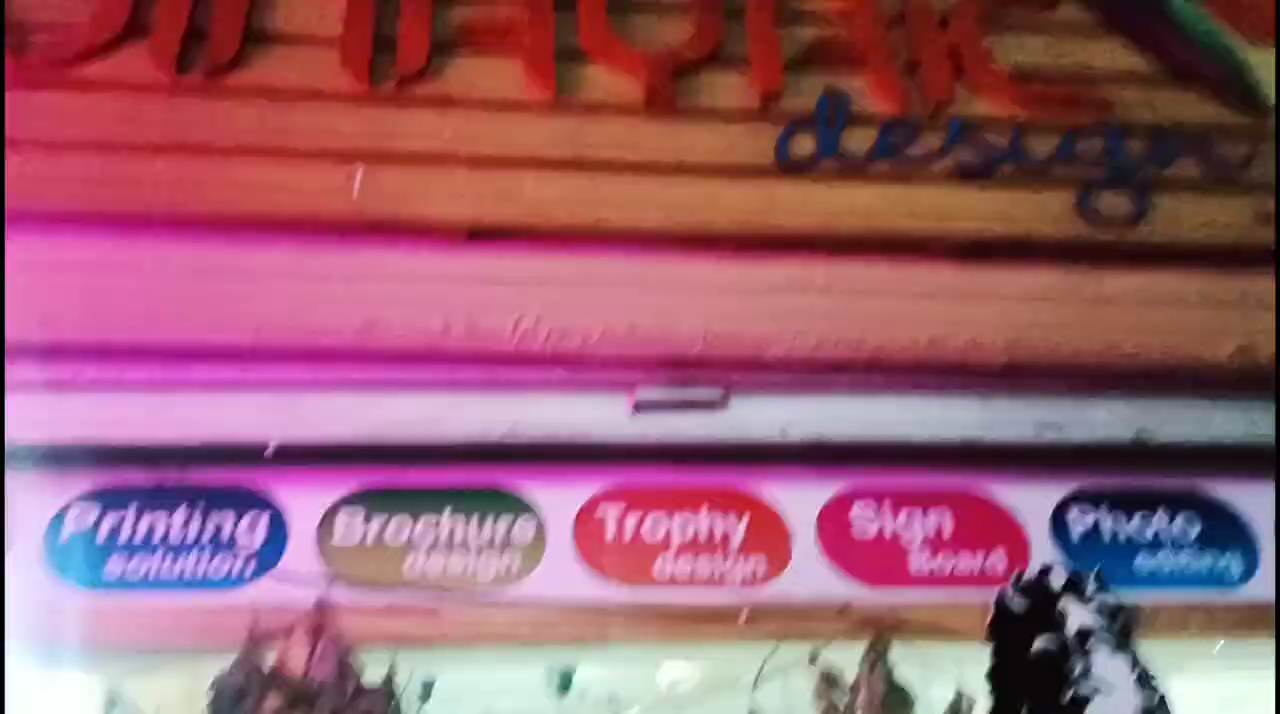 design
Printing
solution
Brochure
design
Trophy
design
Sign
Board
Photo
editing